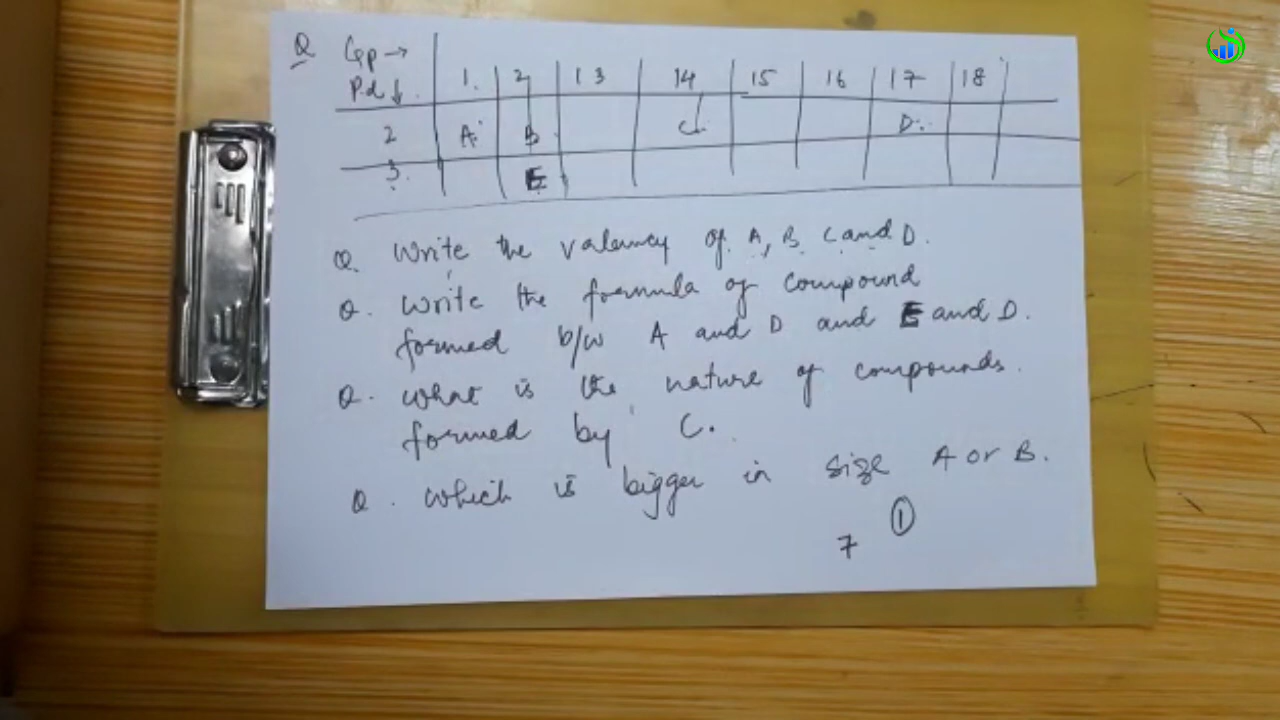 Q Gp → 1. 2 13 14 15 16 17 18
Pd ↓
2 A. B. C. D.
3. E
Q. Write the valency of A, B, C and D.
Q. Write the formula of compound
formed b/w A and D and E and D.
Q. What is the nature of compounds.
formed by C.
Q. Which is bigger in size A or B.
1
7